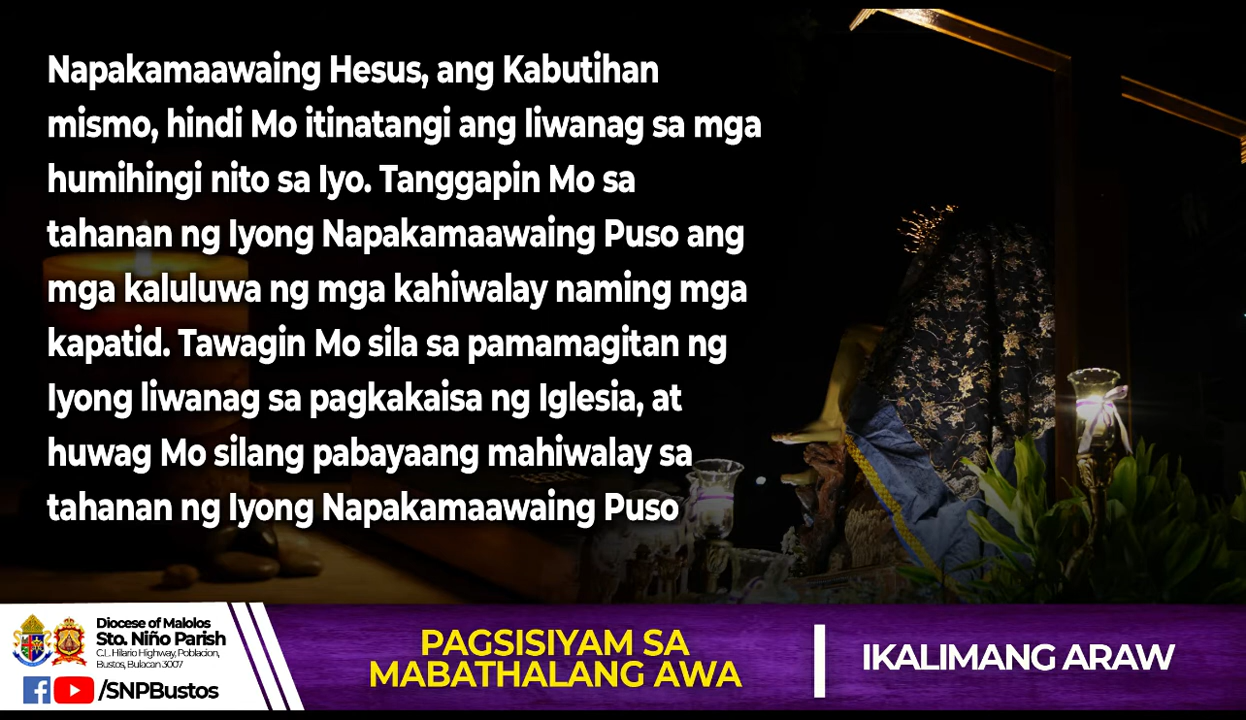 Napakamaawaing Hesus, ang Kabutihan
mismo, hindi Mo itinatangi ang liwanag sa mga
humihingi nito sa Iyo. Tanggapin Mo sa
tahanan ng Iyong Napakamaawaing Puso ang
mga kaluluwa ng mga kahiwalay naming mga
kapatid. Tawagin Mo sila sa pamamagitan ng
Iyong liwanag sa pagkakaisa ng Iglesia, at
huwag Mo silang pabayaang mahiwalay sa
tahanan ng Iyong Napakamaawaing Puso
Diocese of Malolos
Sto. Niño Parish
C.L. Hilario Highway, Poblacion,
Bustos, Bulacan 3007
/SNPBustos
PAGSISIYAM SA
MABATHALANG AWA
IKALIMANG ARAW